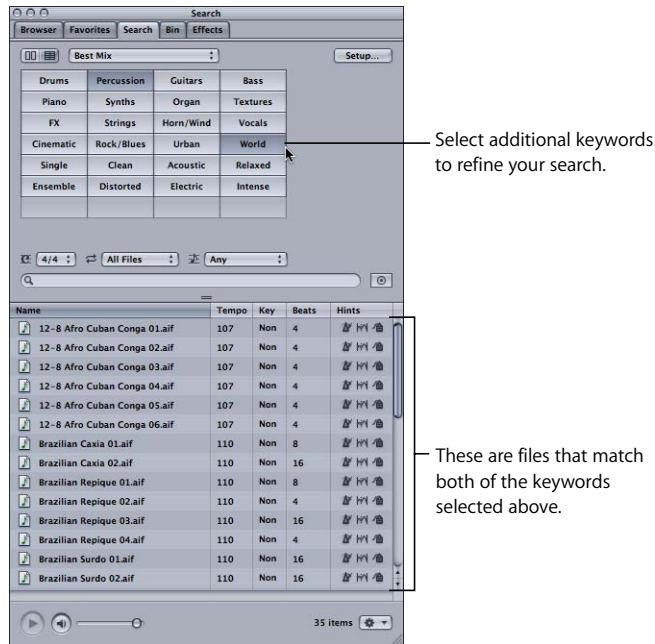 Search
Browser Favorites Search Bin Effects
Best Mix Setup...
Drums Percussion Guitars Bass
Piano Synths Organ Textures
FX Strings Horn/Wind Vocals
Cinematic Rock/Blues Urban World
Single Clean Acoustic Relaxed
Ensemble Distorted Electric Intense
Select additional keywords
to refine your search.
4/4 All Files Any
Name Tempo Key Beats Hints
12-8 Afro Cuban Conga 01.aif 107 Non 4
12-8 Afro Cuban Conga 02.aif 107 Non 4
12-8 Afro Cuban Conga 03.aif 107 Non 4
12-8 Afro Cuban Conga 04.aif 107 Non 4
12-8 Afro Cuban Conga 05.aif 107 Non 4
12-8 Afro Cuban Conga 06.aif 107 Non 4
Brazilian Caxia 01.aif 110 Non 8
Brazilian Caxia 02.aif 110 Non 16
Brazilian Repique 01.aif 110 Non 8
Brazilian Repique 02.aif 110 Non 4
Brazilian Repique 03.aif 110 Non 16
Brazilian Repique 04.aif 110 Non 4
Brazilian Surdo 01.aif 110 Non 16
Brazilian Surdo 02.aif 110 Non 16
These are files that match
both of the keywords
selected above.
35 items